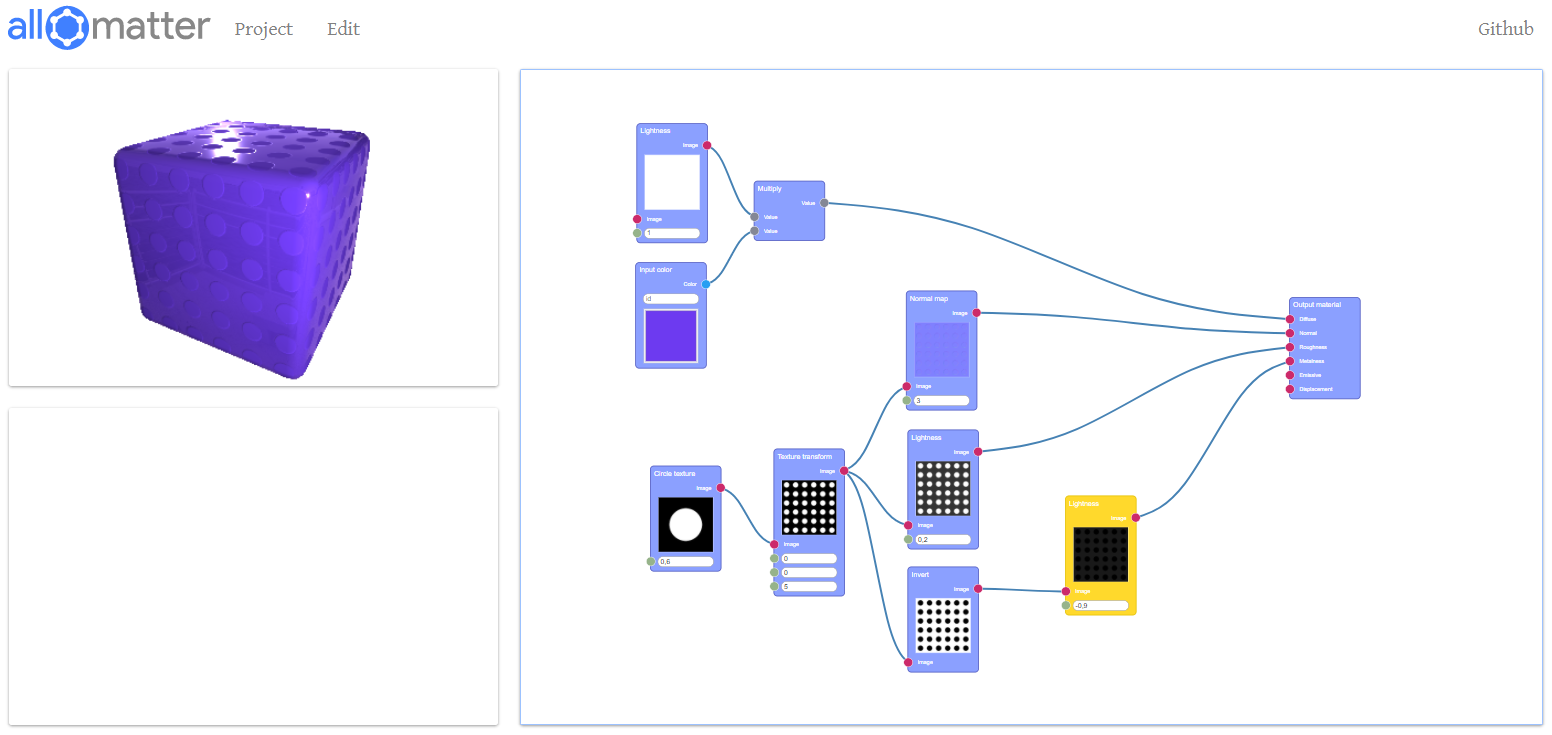 allmatter
Project
Edit
Github
Lightness
Image
Image
1
Multiply
Value
Value
Value
Input color
Color
id
Normal map
Image
Image
3
Output material
Diffuse
Normal
Roughness
Metalness
Emissive
Displacement
Circle texture
Image
0,6
Texture transform
Image
Image
0
0
5
Lightness
Image
Image
0,2
Invert
Image
Image
Lightness
Image
Image
-0,9